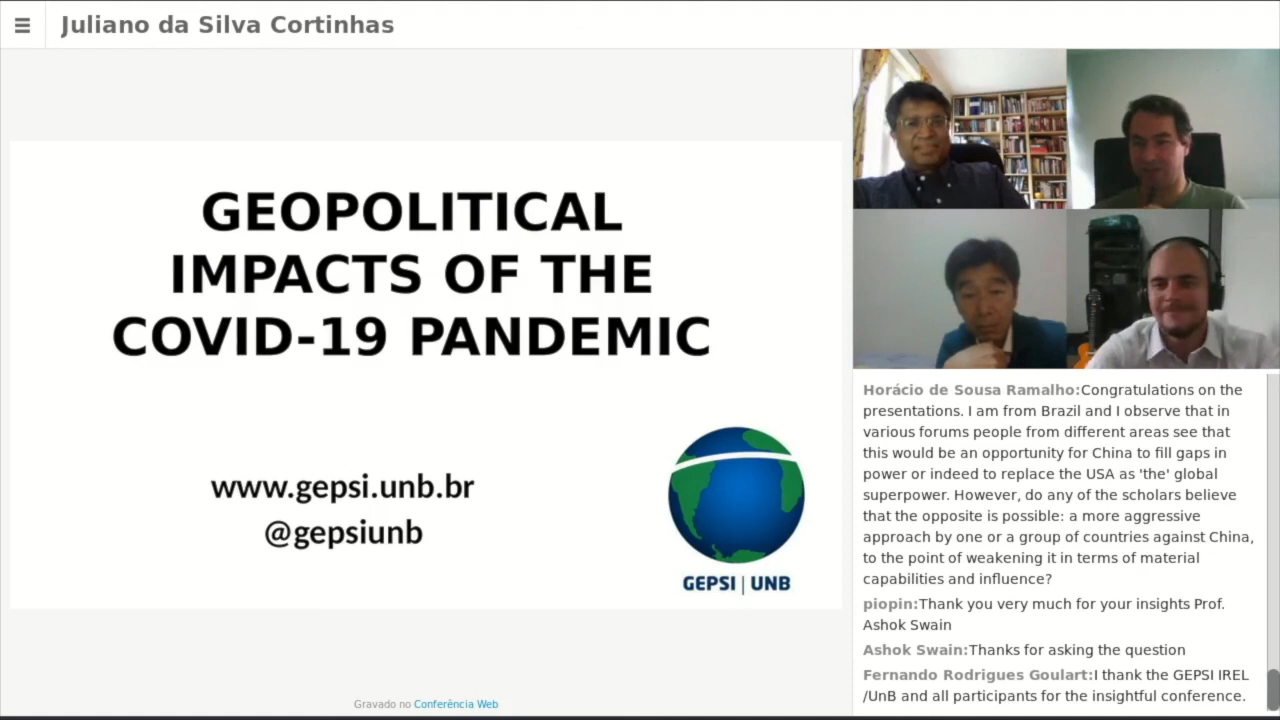 Juliano da Silva Cortinhas
GEOPOLITICAL
IMPACTS OF THE
COVID-19 PANDEMIC
www.gepsi.unb.br
@gepsiunb
GEPSI | UNB
Gravado no Conferência Web
Horácio de Sousa Ramalho:Congratulations on the
presentations. I am from Brazil and I observe that in
various forums people from different areas see that
this would be an opportunity for China to fill gaps in
power or indeed to replace the USA as 'the' global
superpower. However, do any of the scholars believe
that the opposite is possible: a more aggressive
approach by one or a group of countries against China,
to the point of weakening it in terms of material
capabilities and influence?
piopin:Thank you very much for your insights Prof.
Ashok Swain
Ashok Swain:Thanks for asking the question
Fernando Rodrigues Goulart:I thank the GEPSI IREL
/UnB and all participants for the insightful conference.